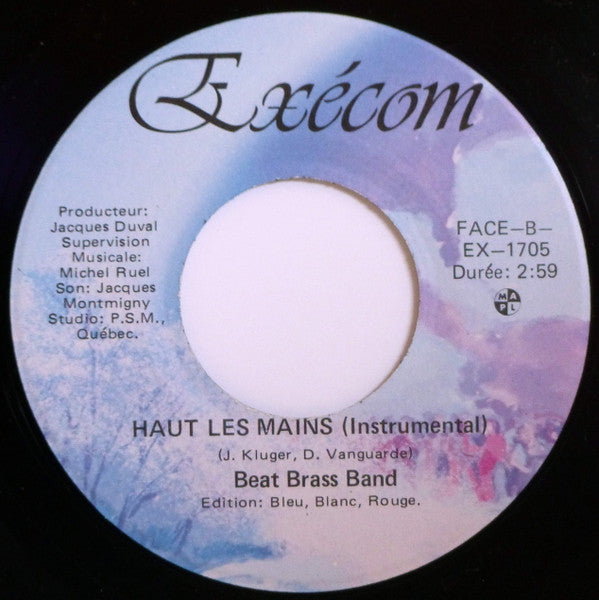 Exécom
Producteur:
Jacques Duval
Supervision
Musicale:
Michel Ruel
Son: Jacques
Montmigny
Studio: P.S.M.,
Québec.
FACE—B—
EX—1705
Durée: 2:59
M A
P L
HAUT LES MAINS (Instrumental)
(J. Kluger, D. Vanguarde)
Beat Brass Band
Edition: Bleu, Blanc, Rouge.